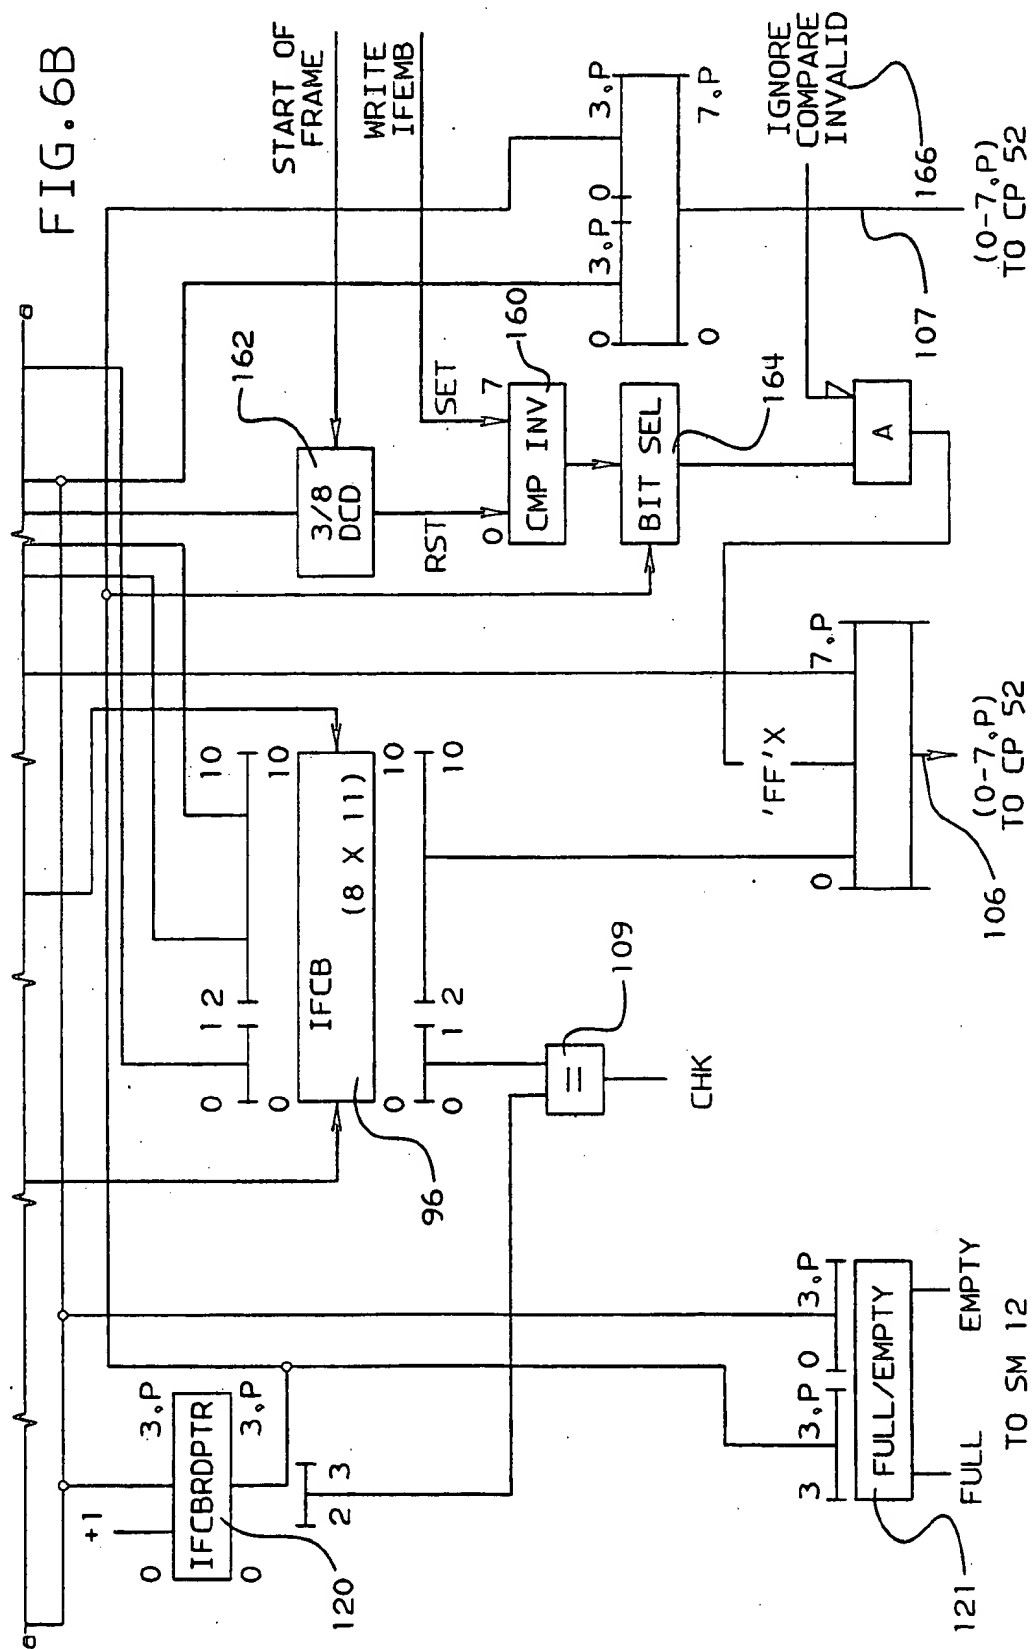 FIG.6B
a
a
START OF
FRAME
WRITE
IFEMB
162
3/8
DCD
RST
SET
0
7
CMP INV
160
BIT SEL
164
0
3,P
0
3,P
0
7,P
IGNORE
COMPARE
INVALID
166
A
107
(0-7,P)
TO CP 52
0
1
2
10
0
10
IFCB
(8 X 11)
0
10
0
1
2
10
96
109
=
CHK
'FF'X
0
7,P
106
(0-7,P)
TO CP 52
+1
0
3,P
IFCBRDPTR
0
3,P
120
2
3
3
3,P
0
3,P
FULL/EMPTY
121
FULL
EMPTY
TO SM 12